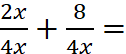 2x/4x + 8/4x =